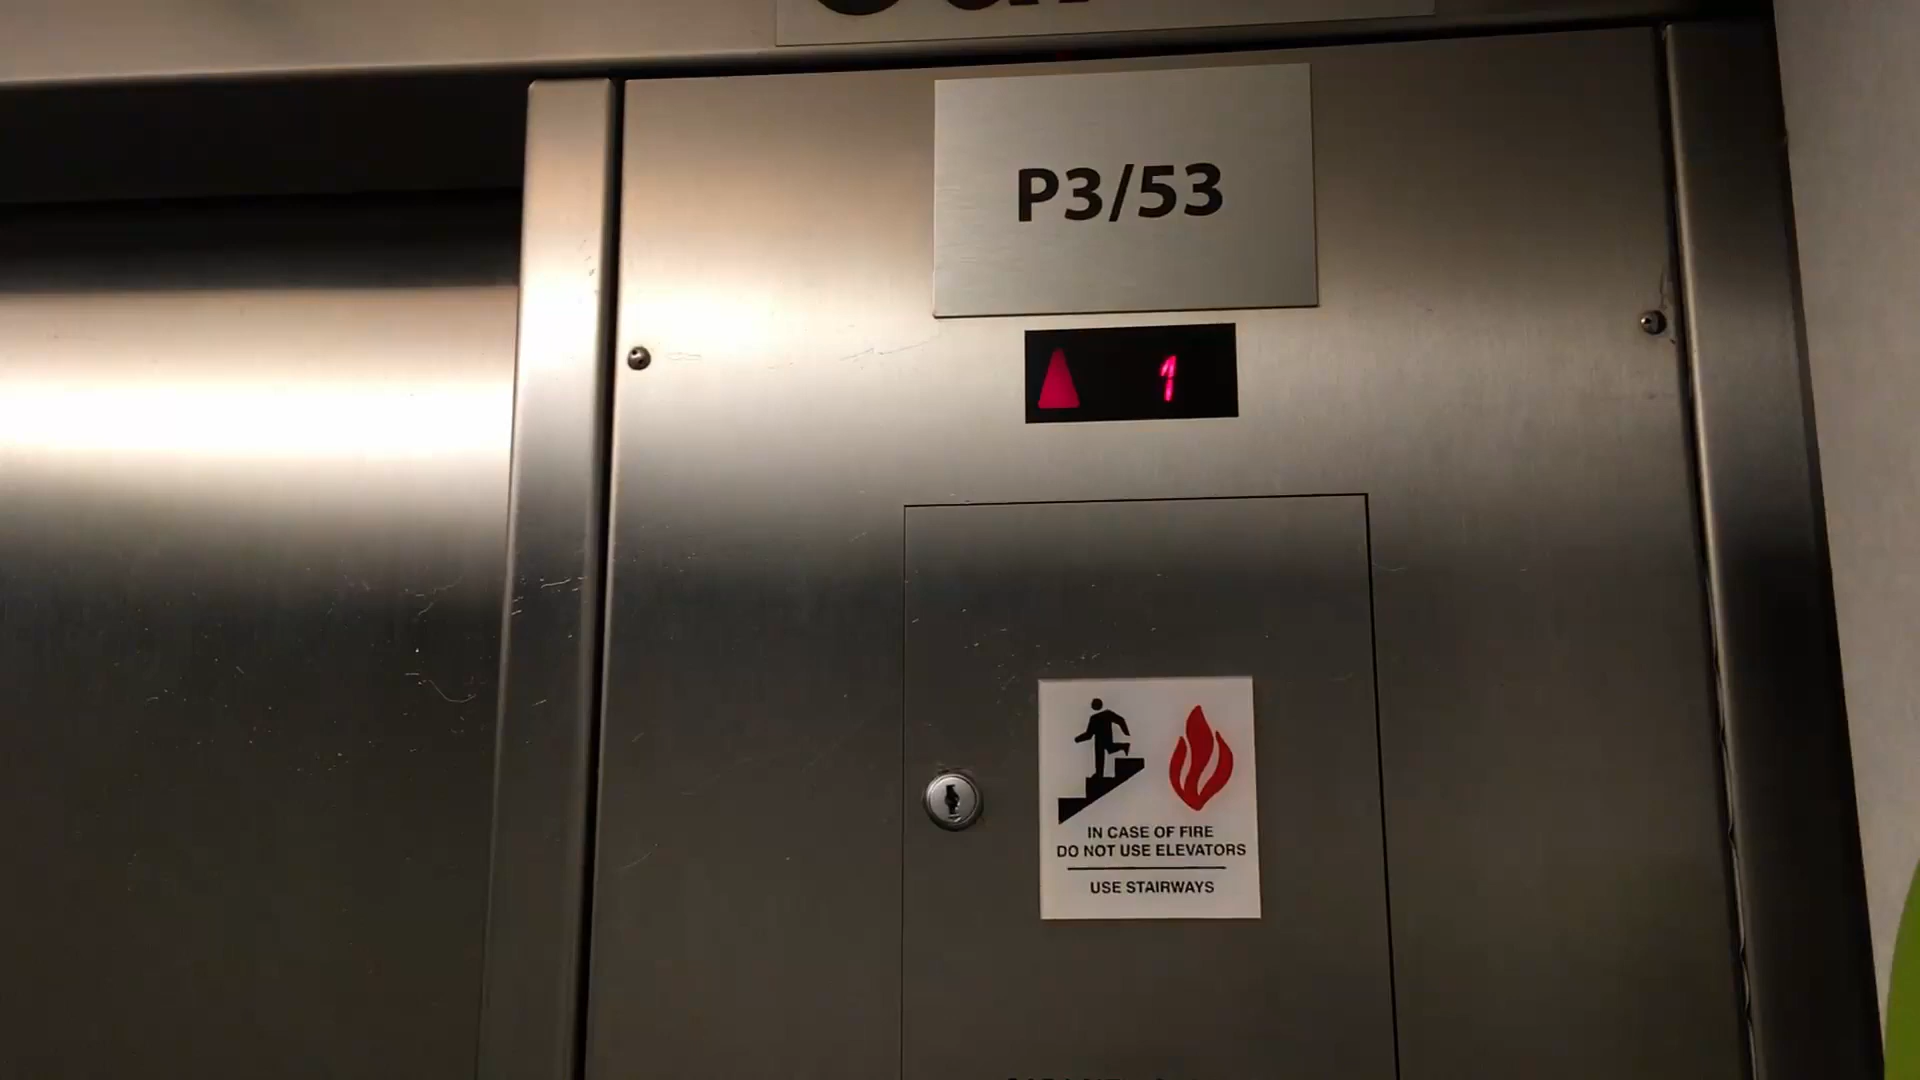 P3/53
1
IN CASE OF FIRE
DO NOT USE ELEVATORS
USE STAIRWAYS